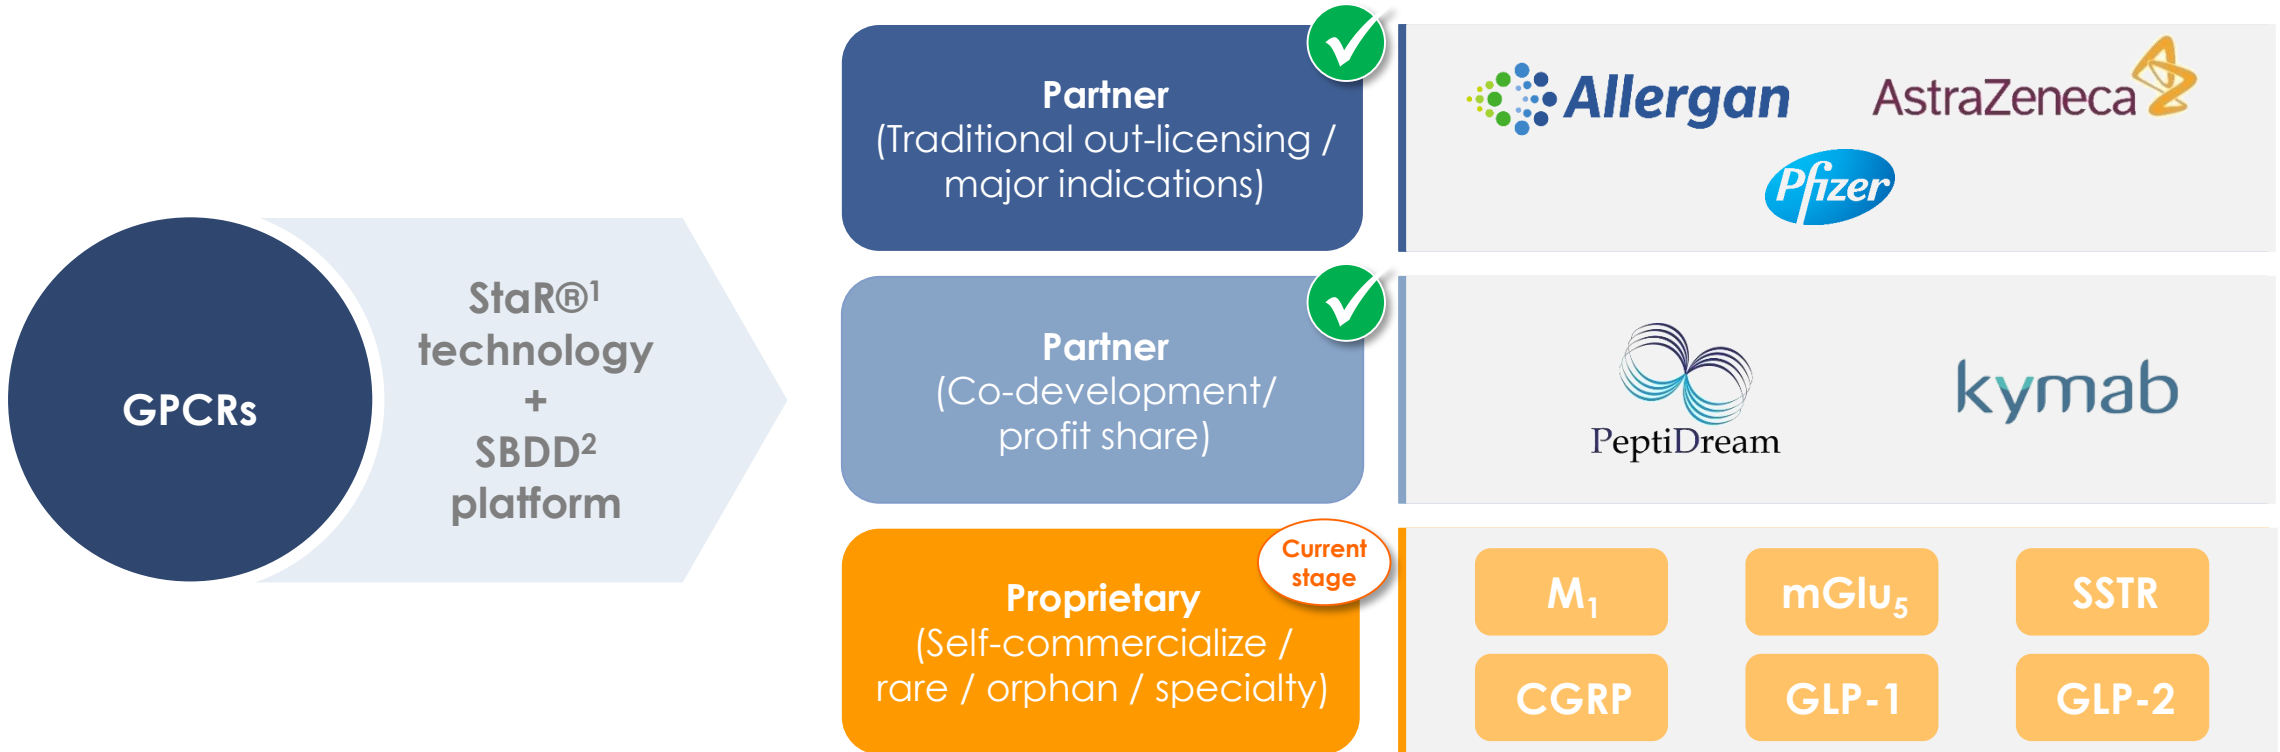 GPCRs
StaR®¹
technology
+
SBDD²
platform
Partner
(Traditional out-licensing /
major indications)
Allergan
AstraZeneca
Pfizer
Partner
(Co-development/
profit share)
PeptiDream
kymab
Current
stage
Proprietary
(Self-commercialize /
rare / orphan / specialty)
M₁
mGlu₅
SSTR
CGRP
GLP-1
GLP-2